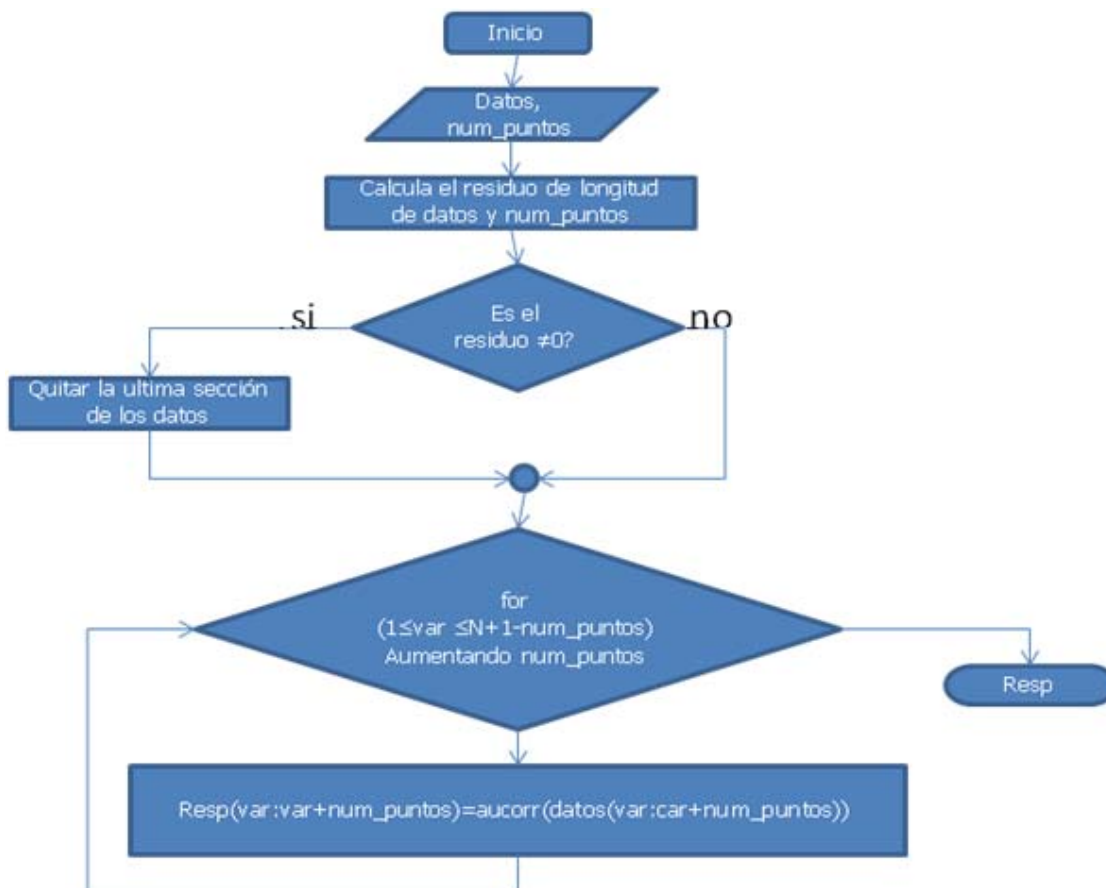 Inicio
Datos,
num_puntos
Calcula el residuo de longitud
de datos y num_puntos
.si
Es el
residuo ≠0?
no
Quitar la ultima sección
de los datos
for
(1≤var ≤N+1-num_puntos)
Aumentando num_puntos
Resp
Resp(var:var+num_puntos)=aucorr(datos(var:car+num_puntos))